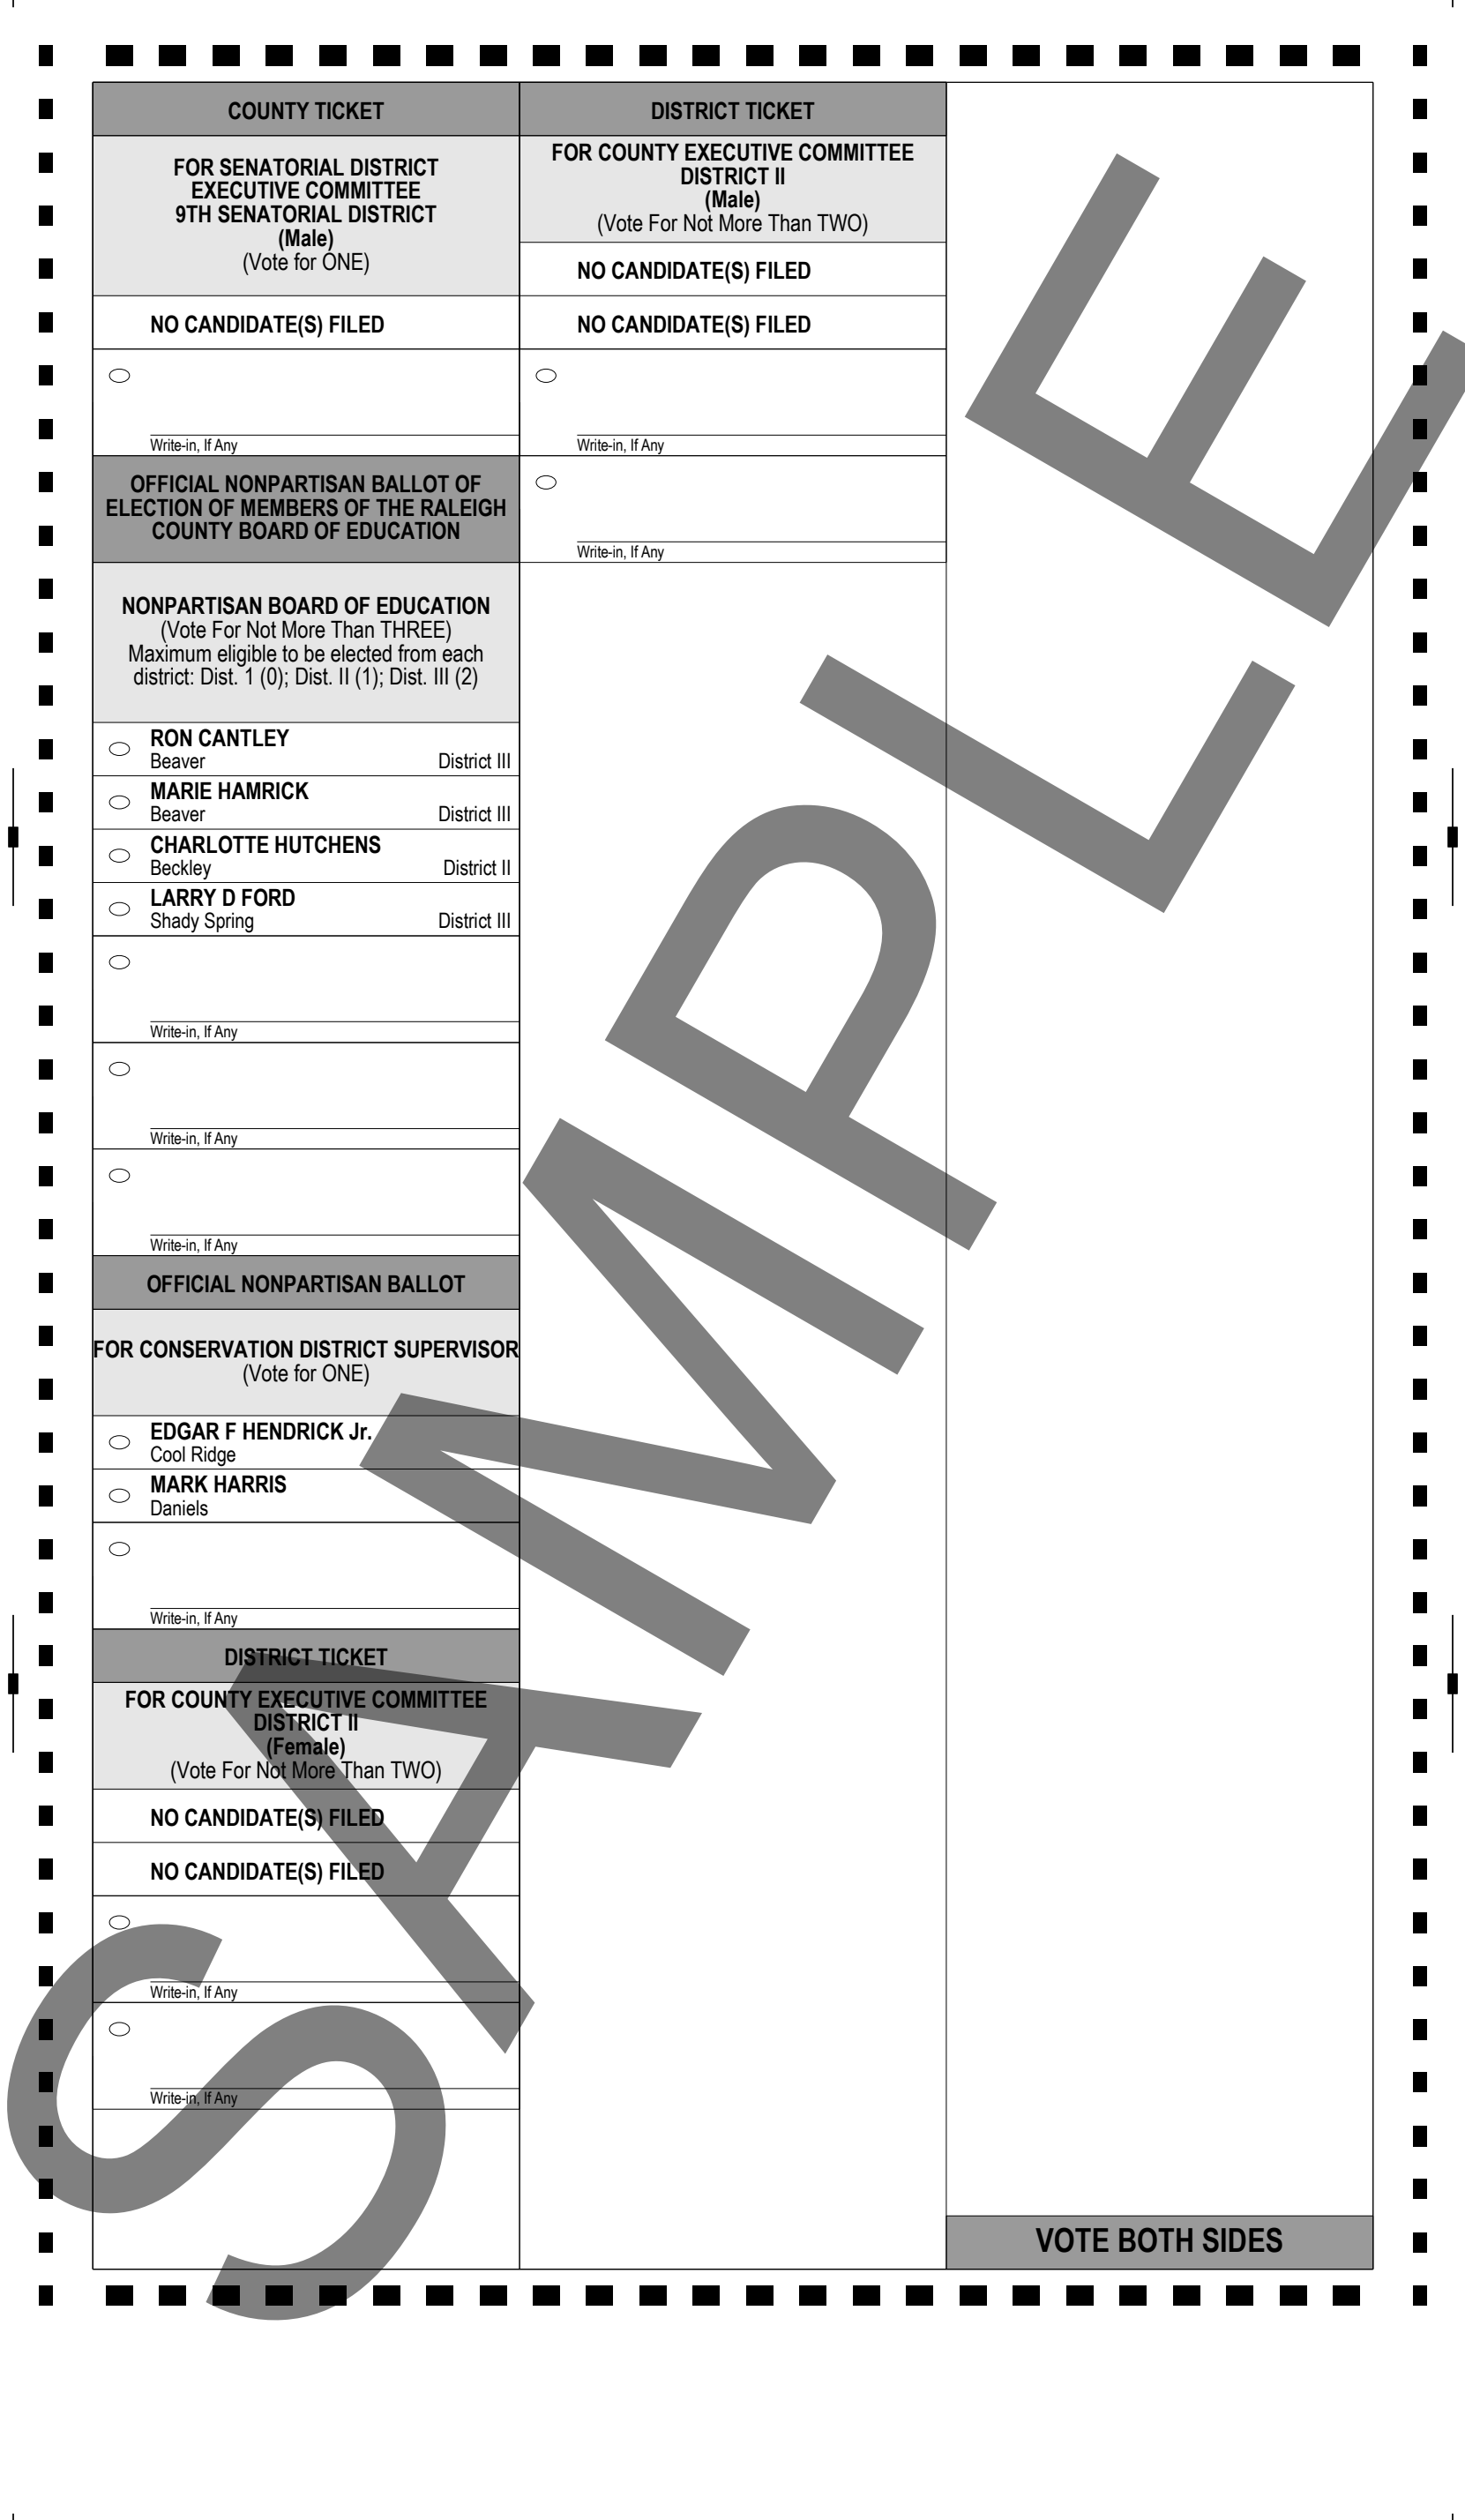 COUNTY TICKET
FOR SENATORIAL DISTRICT
EXECUTIVE COMMITTEE
9TH SENATORIAL DISTRICT
(Male)
(Vote for ONE)
NO CANDIDATE(S) FILED
Write-in, If Any
OFFICIAL NONPARTISAN BALLOT OF
ELECTION OF MEMBERS OF THE RALEIGH
COUNTY BOARD OF EDUCATION
NONPARTISAN BOARD OF EDUCATION
(Vote For Not More Than THREE)
Maximum eligible to be elected from each
district: Dist. 1 (0); Dist. II (1); Dist. III (2)
RON CANTLEY
Beaver District III
MARIE HAMRICK
Beaver District III
CHARLOTTE HUTCHENS
Beckley District II
LARRY D FORD
Shady Spring District III
Write-in, If Any
Write-in, If Any
Write-in, If Any
OFFICIAL NONPARTISAN BALLOT
FOR CONSERVATION DISTRICT SUPERVISOR
(Vote for ONE)
EDGAR F HENDRICK Jr.
Cool Ridge
MARK HARRIS
Daniels
Write-in, If Any
DISTRICT TICKET
FOR COUNTY EXECUTIVE COMMITTEE
DISTRICT II
(Female)
(Vote For Not More Than TWO)
NO CANDIDATE(S) FILED
NO CANDIDATE(S) FILED
Write-in, If Any
Write-in, If Any
DISTRICT TICKET
FOR COUNTY EXECUTIVE COMMITTEE
DISTRICT II
(Male)
(Vote For Not More Than TWO)
NO CANDIDATE(S) FILED
NO CANDIDATE(S) FILED
Write-in, If Any
Write-in, If Any
VOTE BOTH SIDES
SAMPLE